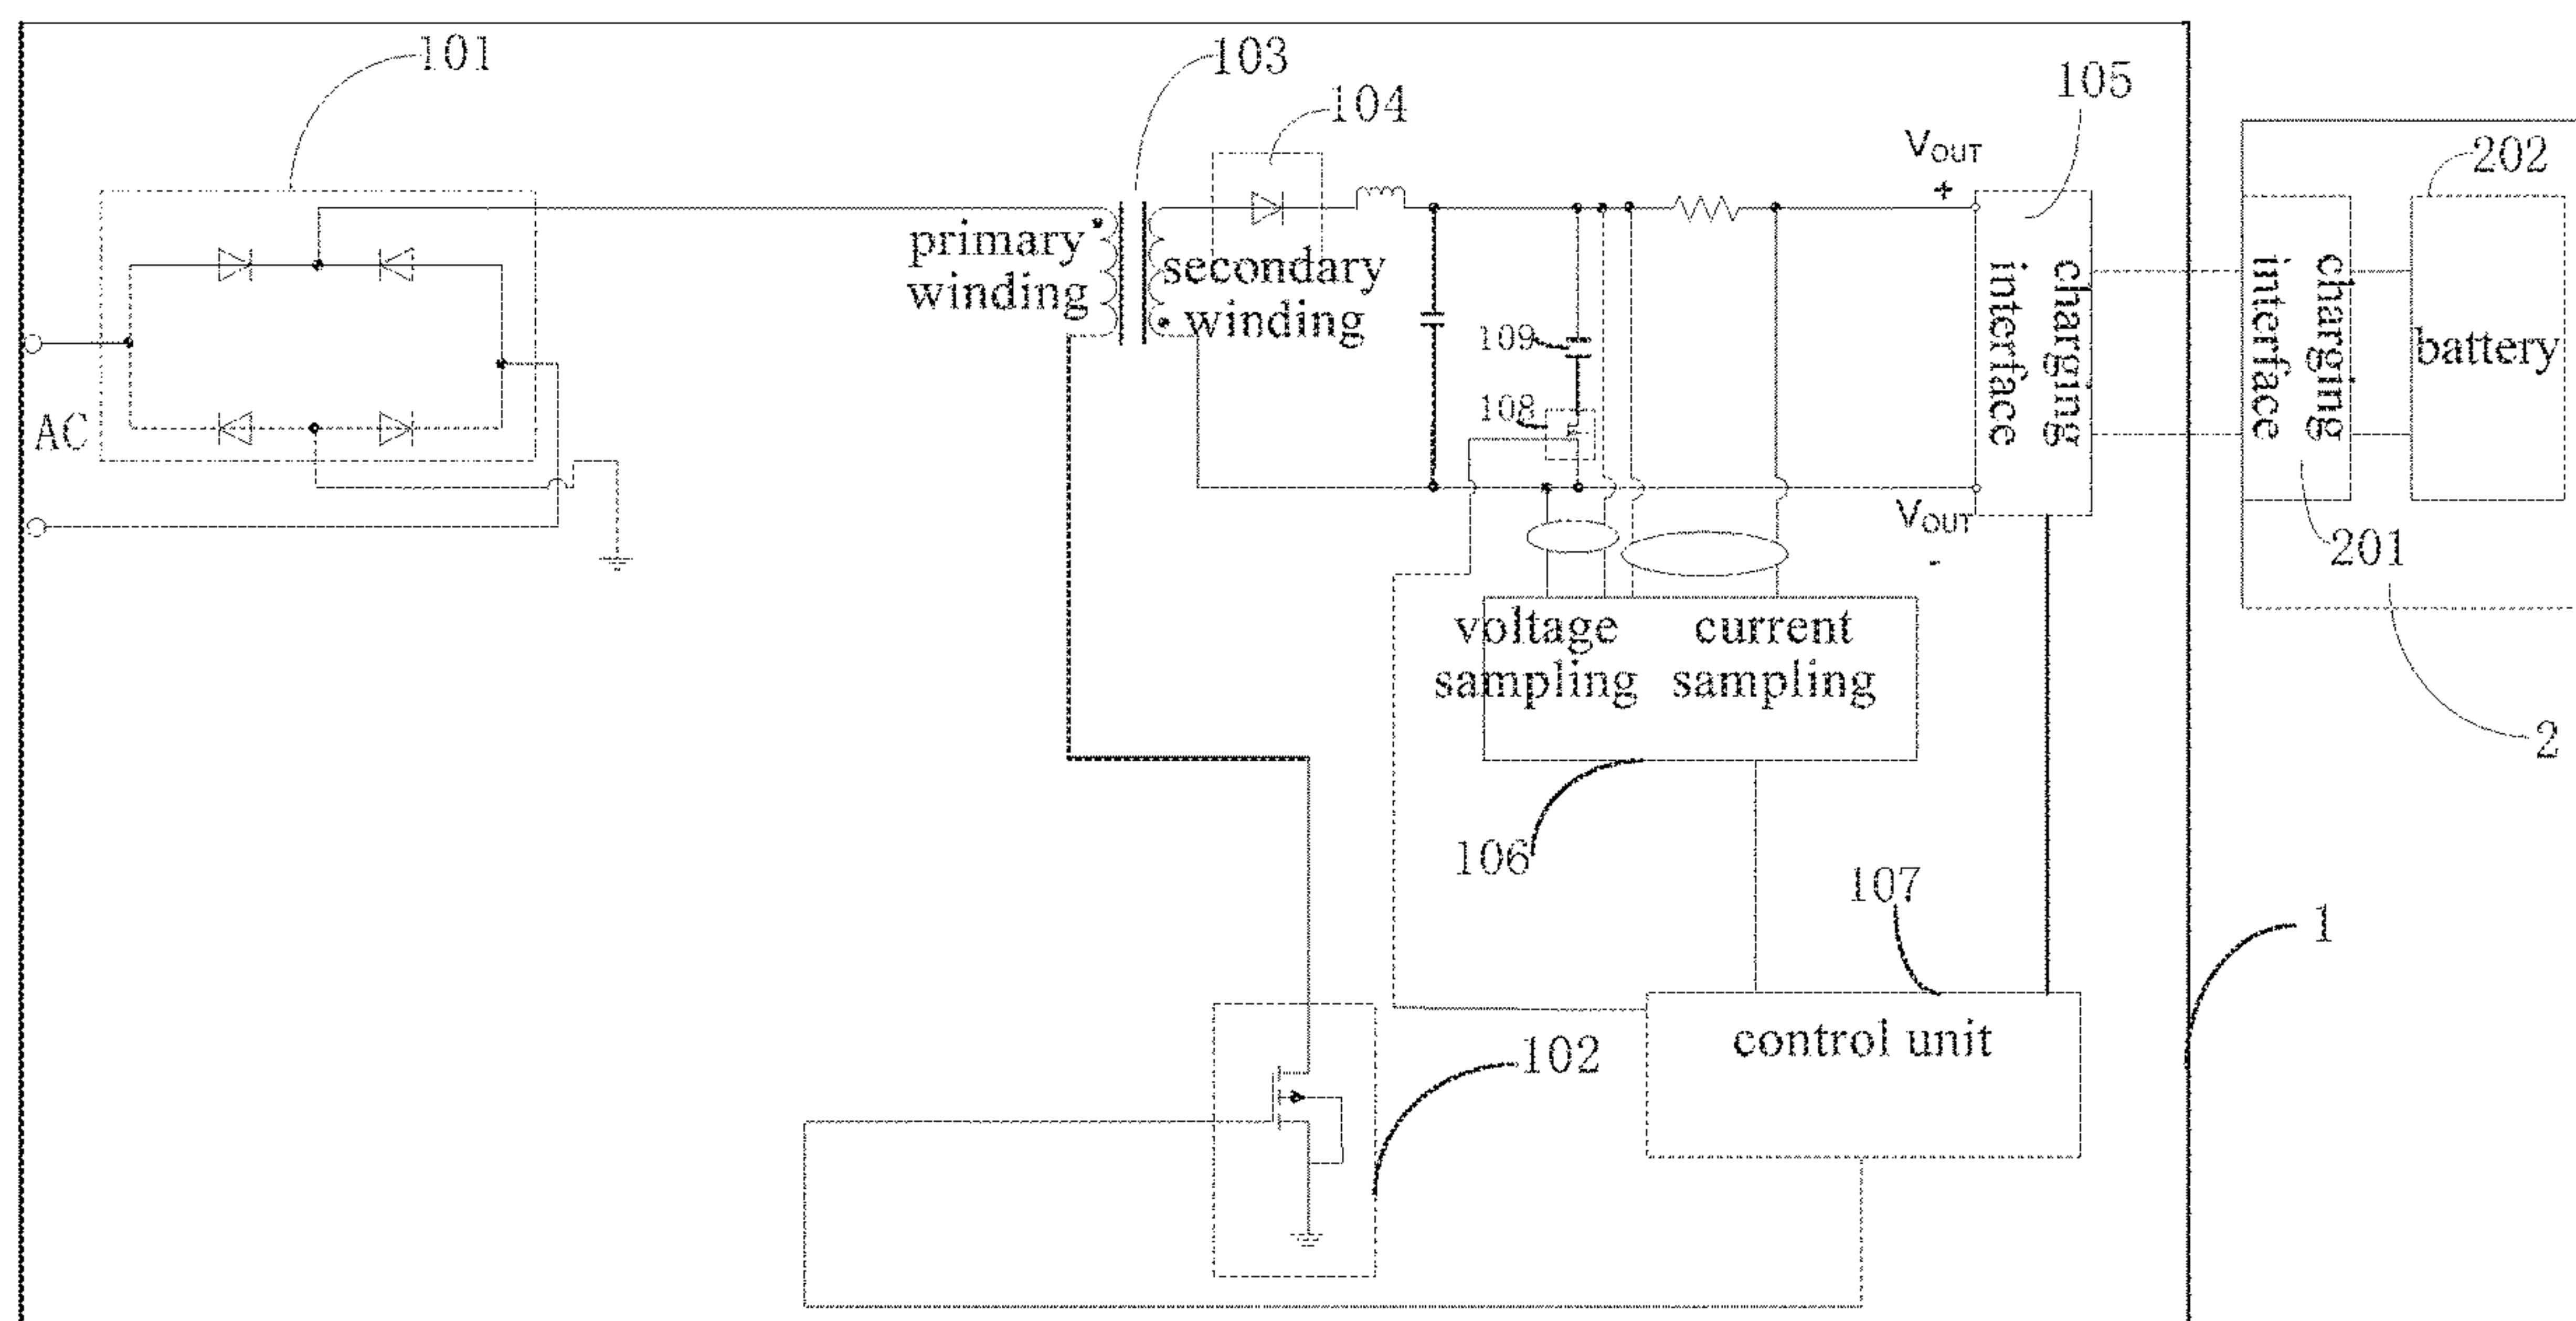 101
103
104
105
VOUT
+
202
primary
winding
secondary
winding
charging
interface
charging
interface
battery
109
108
AC
VOUT
-
201
voltage
sampling
current
sampling
2
106
107
1
control unit
102